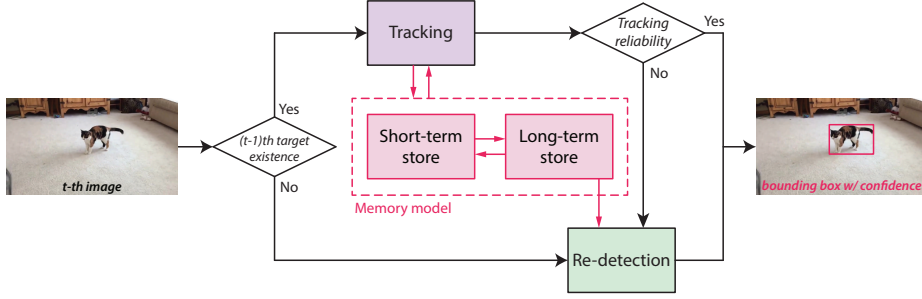 t-th image
(t-1)th target
existence
Yes
No
Tracking
Short-term
store
Long-term
store
Memory model
Tracking
reliability
Yes
No
Re-detection
bounding box w/ confidence